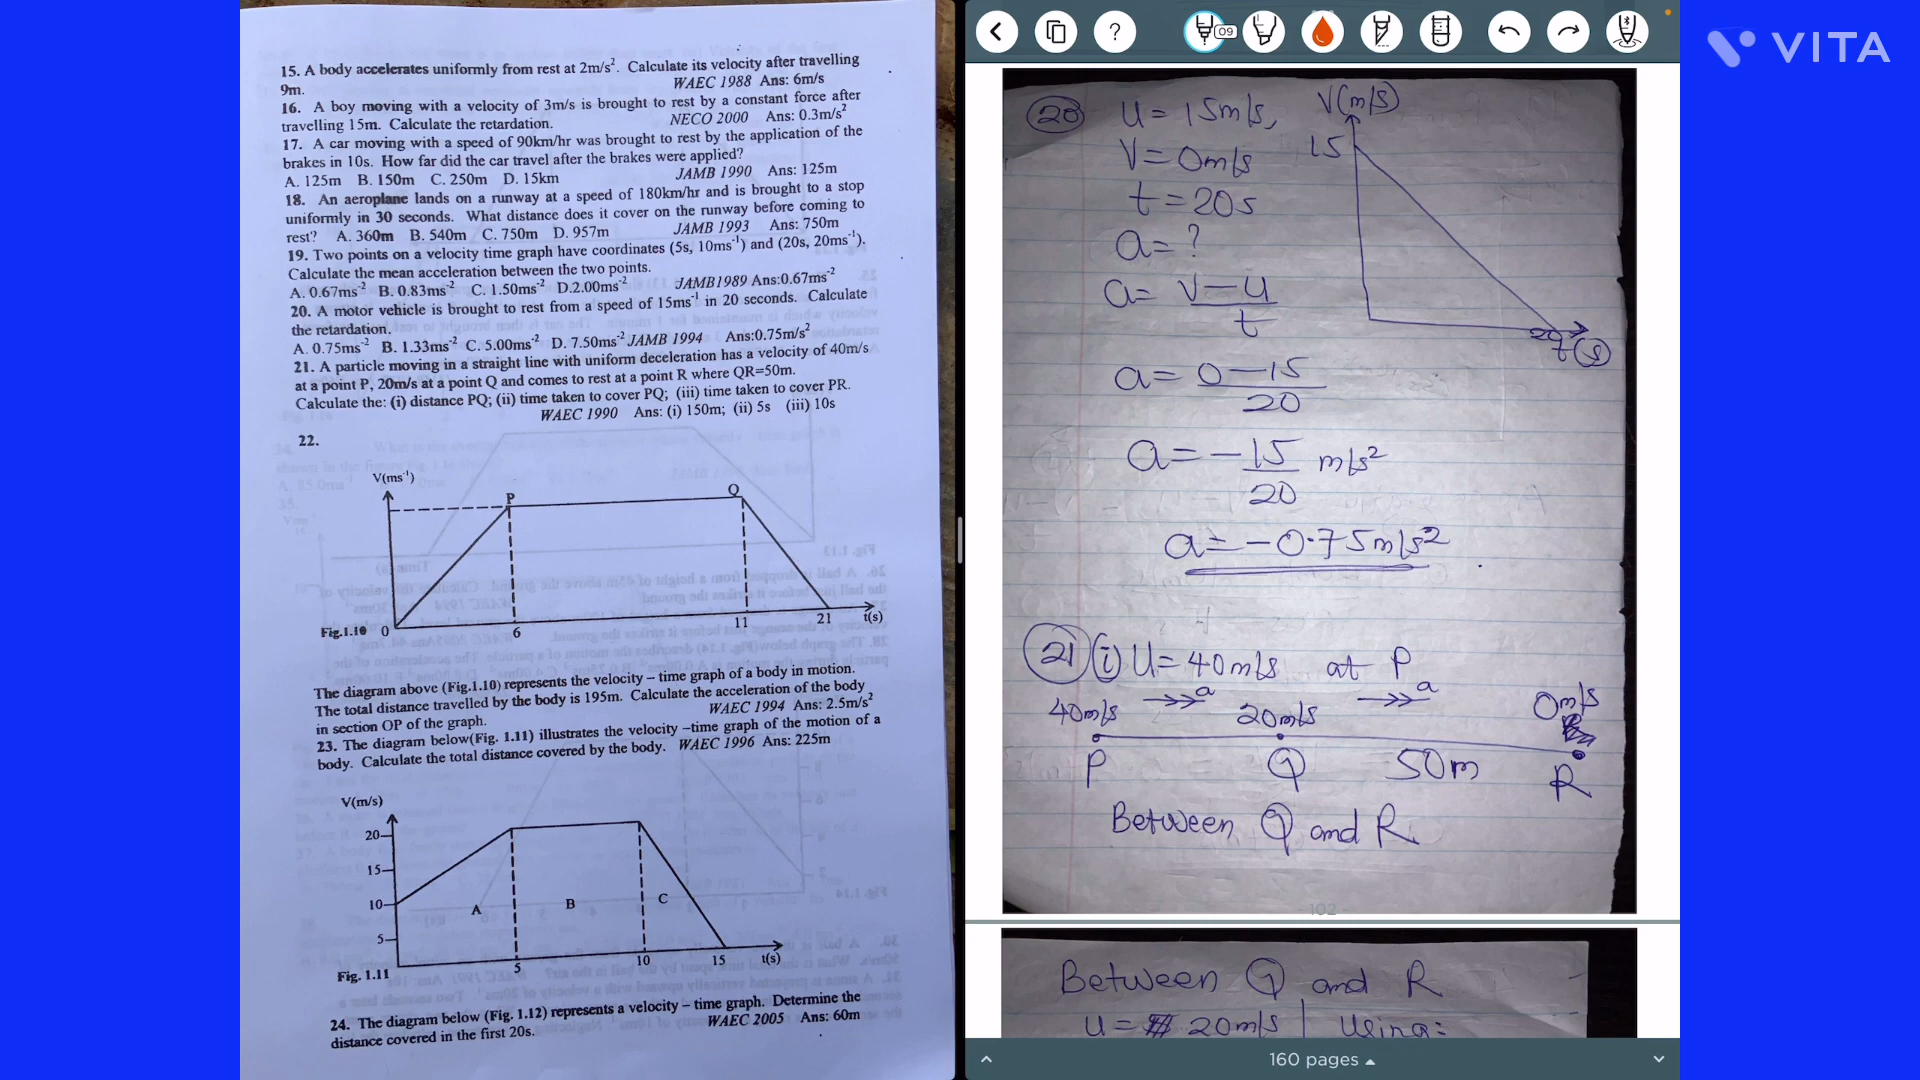 15. A body accelerates uniformly from rest at 2m/s². Calculate its velocity after travelling
9m. WAEC 1988 Ans: 6m/s
16. A boy moving with a velocity of 3m/s is brought to rest by a constant force after
travelling 15m. Calculate the retardation. NECO 2000 Ans: 0.3m/s²
17. A car moving with a speed of 90km/hr was brought to rest by the application of the
brakes in 10s. How far did the car travel after the brakes were applied?
A. 125m B. 150m C. 250m D. 15km JAMB 1990 Ans: 125m
18. An aeroplane lands on a runway at a speed of 180km/hr and is brought to a stop
uniformly in 30 seconds. What distance does it cover on the runway before coming to
rest? A. 360m B. 540m C. 750m D. 957m JAMB 1993 Ans: 750m
19. Two points on a velocity time graph have coordinates (5s, 10ms⁻¹) and (20s, 20ms⁻¹).
Calculate the mean acceleration between the two points.
A. 0.67ms⁻² B. 0.83ms⁻² C. 1.50ms⁻² D.2.00ms⁻² JAMB1989 Ans:0.67ms⁻²
20. A motor vehicle is brought to rest from a speed of 15ms⁻¹ in 20 seconds. Calculate
the retardation.
A. 0.75ms⁻² B. 1.33ms⁻² C. 5.00ms⁻² D. 7.50ms⁻² JAMB 1994 Ans:0.75m/s²
21. A particle moving in a straight line with uniform deceleration has a velocity of 40m/s
at a point P, 20m/s at a point Q and comes to rest at a point R where QR=50m.
Calculate the: (i) distance PQ; (ii) time taken to cover PQ; (iii) time taken to cover PR.
WAEC 1990 Ans: (i) 150m; (ii) 5s (iii) 10s
22.
V(ms⁻¹)
P Q
Fig.1.10 0 6 11 21 t(s)
The diagram above (Fig.1.10) represents the velocity – time graph of a body in motion.
The total distance travelled by the body is 195m. Calculate the acceleration of the body
in section OP of the graph. WAEC 1994 Ans: 2.5m/s²
23. The diagram below(Fig. 1.11) illustrates the velocity –time graph of the motion of a
body. Calculate the total distance covered by the body. WAEC 1996 Ans: 225m
V(m/s)
20
15
10
A B C
5
Fig. 1.11 5 10 15 t(s)
24. The diagram below (Fig. 1.12) represents a velocity – time graph. Determine the
distance covered in the first 20s. WAEC 2005 Ans: 60m
?
09
20 U = 15m/s, V(m/s)
V = 0m/s 15
t = 20s
a = ?
a = V – U
t
20 t(s)
a = 0 – 15
20
a = – 15 m/s²
20
a = – 0.75m/s²
21 (i) U = 40m/s at P
a a
40m/s 20m/s 0m/s
P Q 50m R
Between Q and R
102
Between Q and R
u = 20m/s Using:
160 pages
VITA